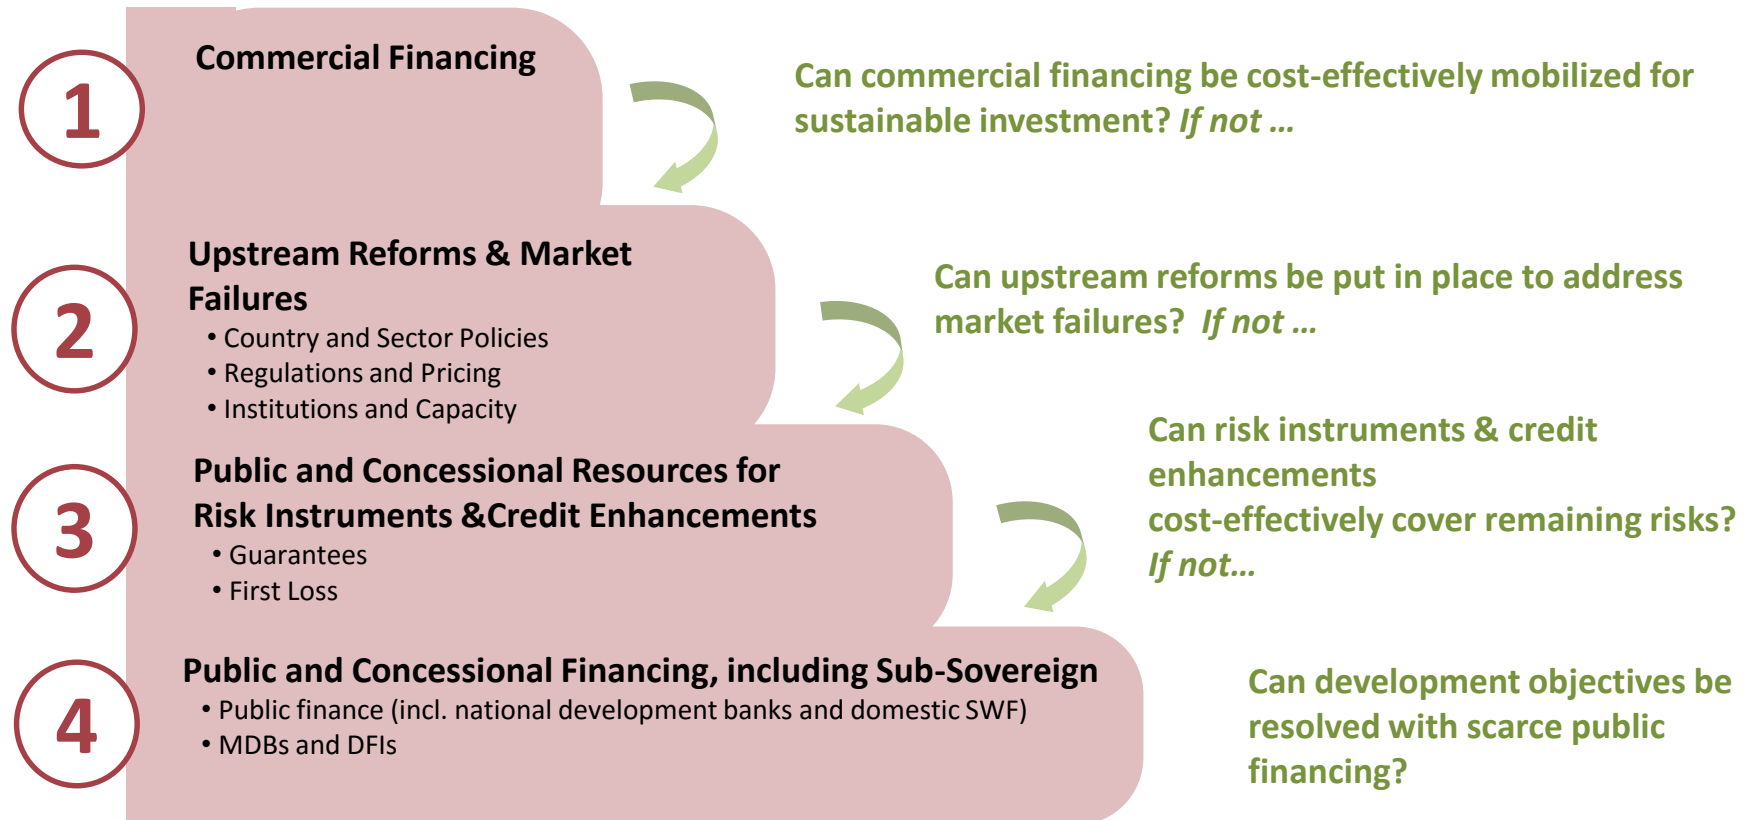 1
Commercial Financing
Can commercial financing be cost-effectively mobilized for
sustainable investment? If not ...
2
Upstream Reforms & Market
Failures
• Country and Sector Policies
• Regulations and Pricing
• Institutions and Capacity
Can upstream reforms be put in place to address
market failures?  If not ...
3
Public and Concessional Resources for
Risk Instruments &Credit Enhancements
• Guarantees
• First Loss
Can risk instruments & credit
enhancements
cost-effectively cover remaining risks?
If not...
4
Public and Concessional Financing, including Sub-Sovereign
• Public finance (incl. national development banks and domestic SWF)
• MDBs and DFIs
Can development objectives be
resolved with scarce public
financing?